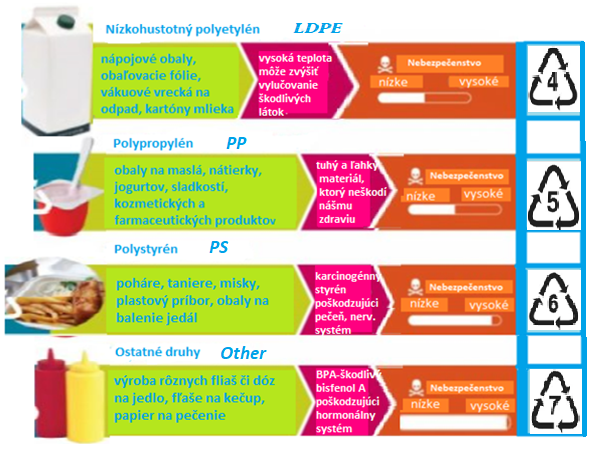 Nízkohustotný polyetylén LDPE
nápojové obaly,
obaľovacie fólie,
vákuové vrecká na
odpad, kartóny mlieka
vysoká teplota
môže zvýšiť
vylučovanie
škodlivých
látok
Nebezpečenstvo
nízke vysoké
4
Polypropylén PP
obaly na maslá, nátierky,
jogurtov, sladkostí,
kozmetických a
farmaceutických produktov
tuhý a ľahký
materiál,
ktorý neškodí
nášmu
zdraviu
Nebezpečenstvo
nízke vysoké
5
Polystyrén PS
poháre, taniere, misky,
plastový príbor, obaly na
balenie jedál
karcinogénny
styrén
poškodzujúci
pečeň, nerv.
systém
Nebezpečenstvo
nízke vysoké
6
Ostatné druhy Other
výroba rôznych fliaš či dóz
na jedlo, fľaše na kečup,
papier na pečenie
BPA-škodlivý
bisfenol A
poškodzujúci
hormonálny
systém
Nebezpečenstvo
nízke vysoké
7